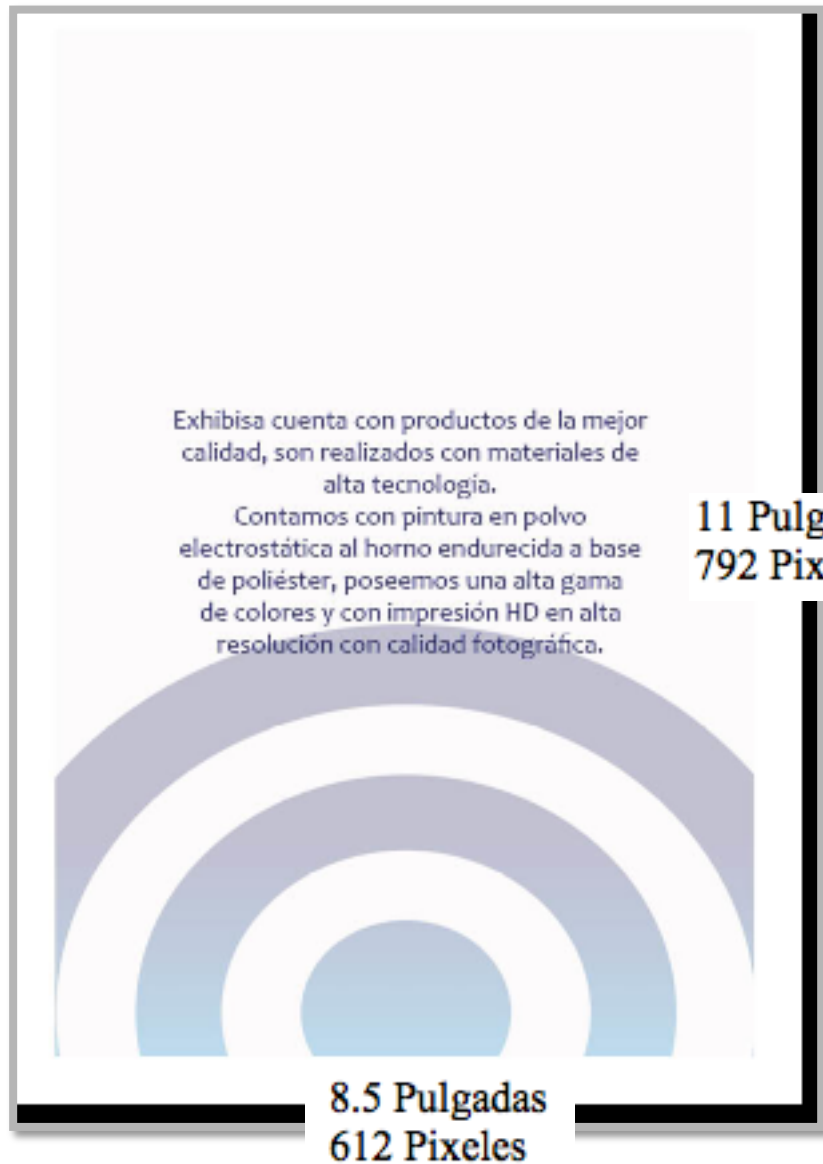 Exhibisa cuenta con productos de la mejor
calidad, son realizados con materiales de
alta tecnología.
Contamos con pintura en polvo
electrostática al horno endurecida a base
de poliéster, poseemos una alta gama
de colores y con impresión HD en alta
resolución con calidad fotográfica.
11 Pulg
792 Pix
8.5 Pulgadas
612 Pixeles